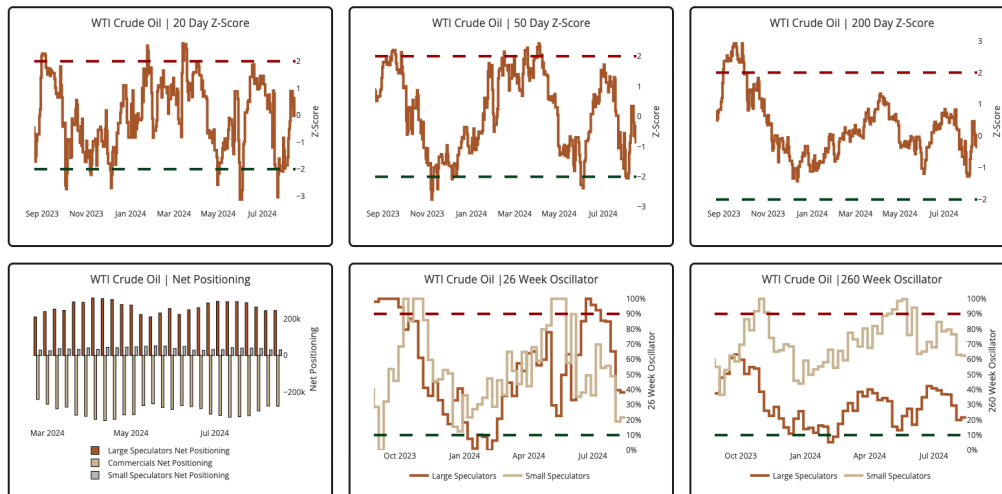 WTI Crude Oil | 20 Day Z-Score
2
1
0
−1
−2
−3
Z-Score
Sep 2023 Nov 2023 Jan 2024 Mar 2024 May 2024 Jul 2024
WTI Crude Oil | 50 Day Z-Score
2
1
0
−1
−2
−3
Z-Score
Sep 2023 Nov 2023 Jan 2024 Mar 2024 May 2024 Jul 2024
WTI Crude Oil | 200 Day Z-Score
3
2
1
0
−1
−2
Z-Score
Sep 2023 Nov 2023 Jan 2024 Mar 2024 May 2024 Jul 2024
WTI Crude Oil | Net Positioning
200k
0
−200k
Net Positioning
Mar 2024 May 2024 Jul 2024
Large Speculators Net Positioning
Commercials Net Positioning
Small Speculators Net Positioning
WTI Crude Oil |26 Week Oscillator
100%
90%
80%
70%
60%
50%
40%
30%
20%
10%
0%
26 Week Oscillator
Oct 2023 Jan 2024 Apr 2024 Jul 2024
Large Speculators Small Speculators
WTI Crude Oil |260 Week Oscillator
100%
90%
80%
70%
60%
50%
40%
30%
20%
10%
0%
260 Week Oscillator
Oct 2023 Jan 2024 Apr 2024 Jul 2024
Large Speculators Small Speculators